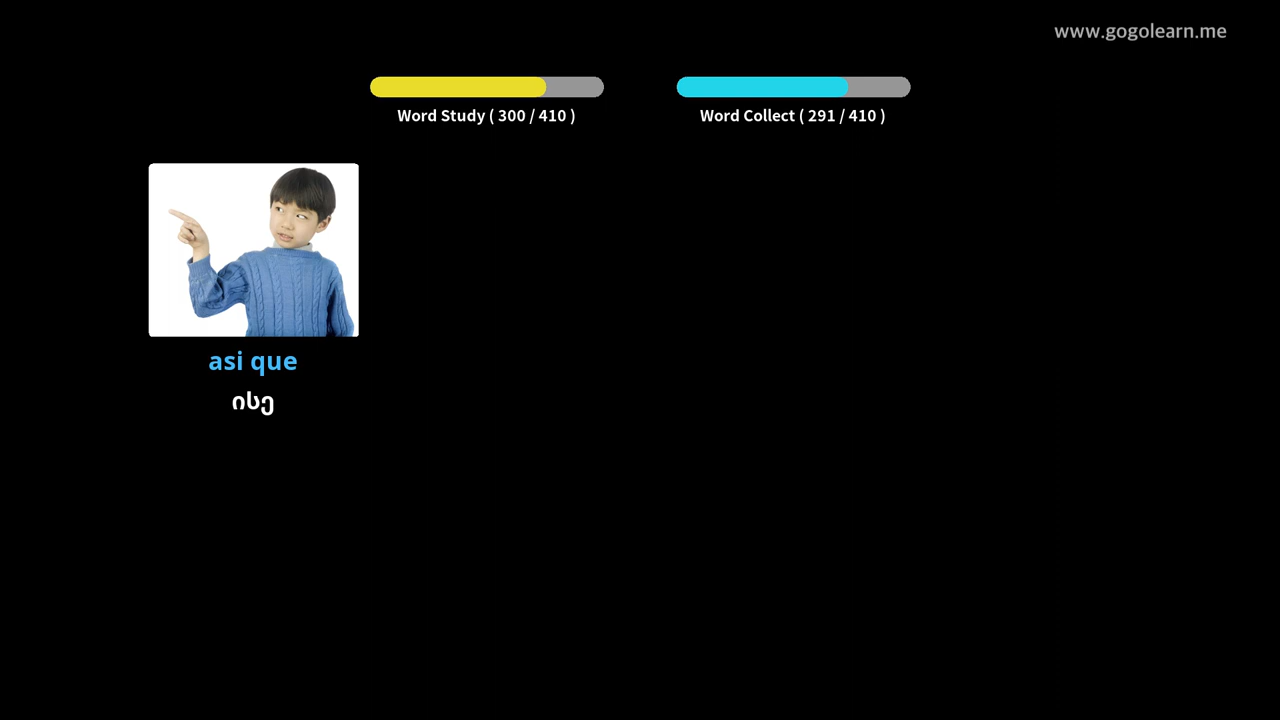 www.gogolearn.me
Word Study ( 300 / 410 )
Word Collect ( 291 / 410 )
asi que
ისე